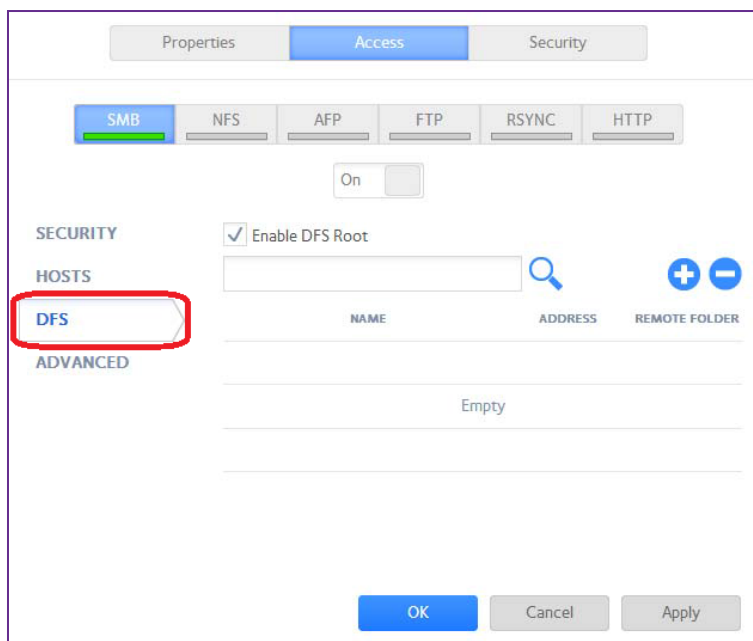 Properties Access Security
SMB NFS AFP FTP RSYNC HTTP
On
SECURITY
Enable DFS Root
HOSTS
DFS
NAME ADDRESS REMOTE FOLDER
ADVANCED
Empty
OK Cancel Apply